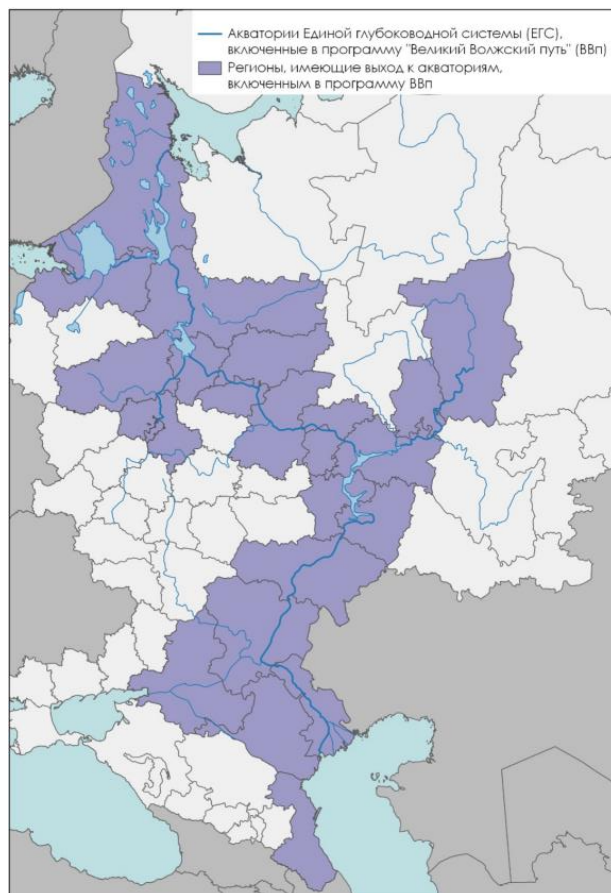 Акватории Единой глубоководной системы (ЕГС),
включенные в программу "Великий Волжский путь" (ВВп)
Регионы, имеющие выход к акваториям,
включенным в программу ВВп